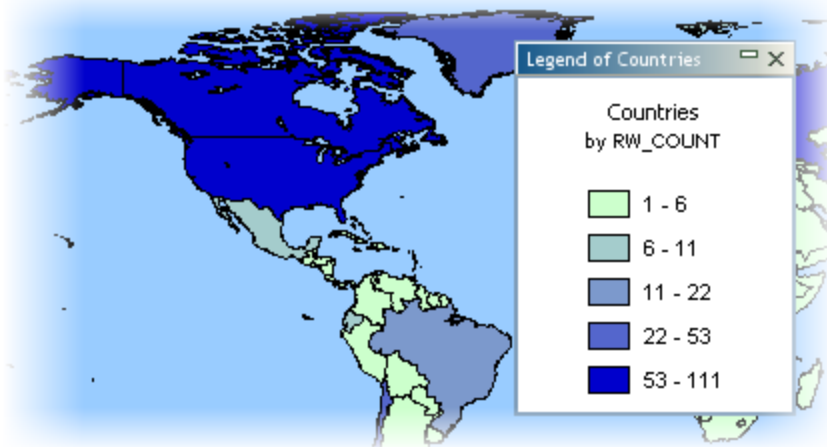 Legend of Countries
Countries
by RW_COUNT
1 - 6
6 - 11
11 - 22
22 - 53
53 - 111